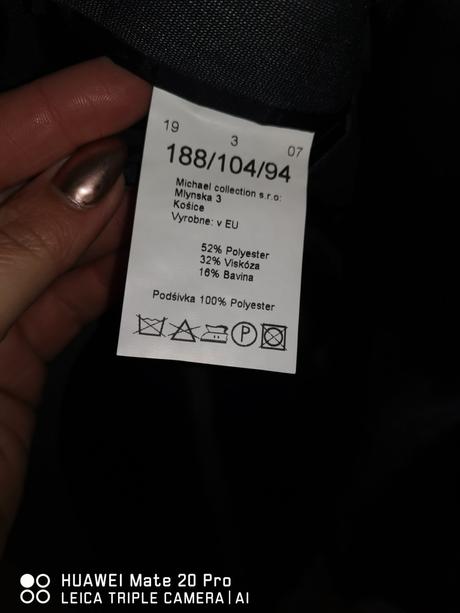 19 3 07
188/104/94
Michael collection s.r.o:
Mlynska 3
Košice
Vyrobne: v EU
52% Polyester
32% Viskóza
16% Bavina
Podšívka 100% Polyester
P
HUAWEI Mate 20 Pro
LEICA TRIPLE CAMERA | AI